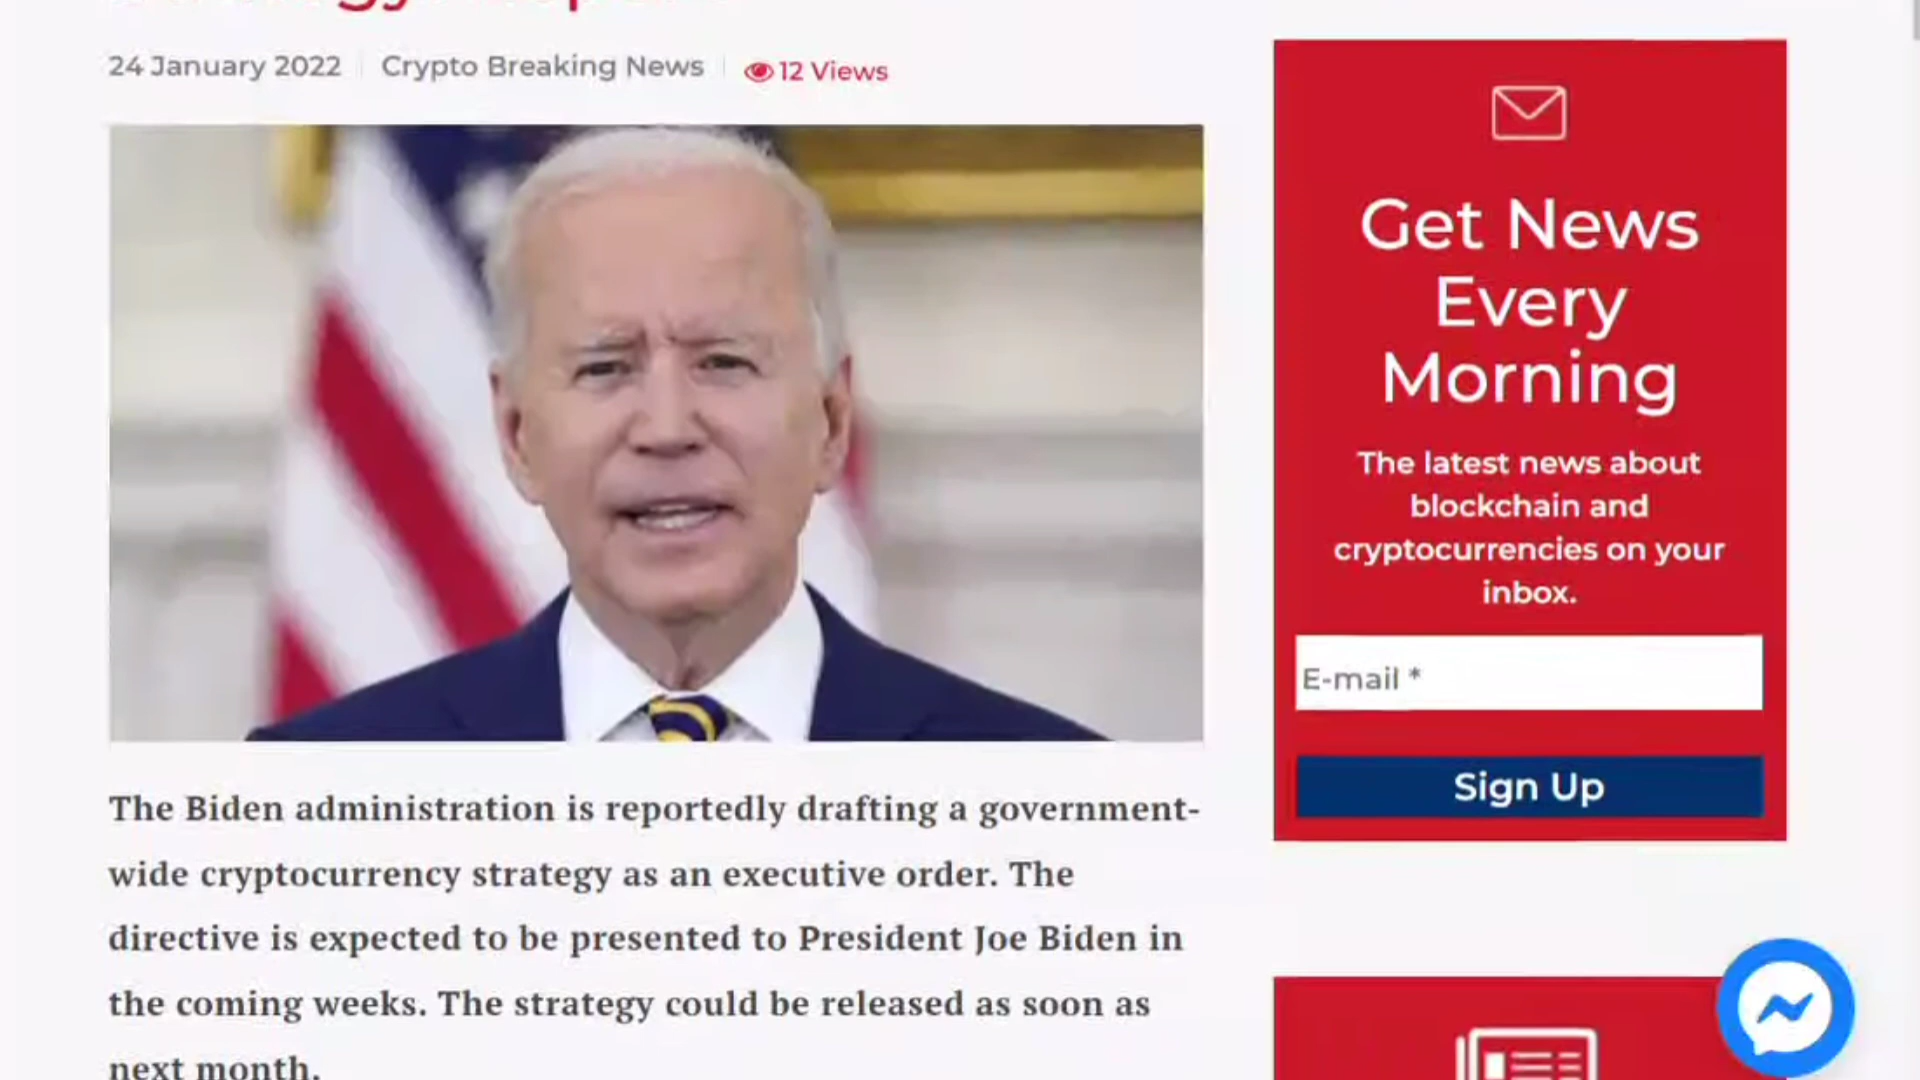 24 January 2022 Crypto Breaking News 12 Views
The Biden administration is reportedly drafting a government-
wide cryptocurrency strategy as an executive order. The
directive is expected to be presented to President Joe Biden in
the coming weeks. The strategy could be released as soon as
next month.
Get News
Every
Morning
The latest news about
blockchain and
cryptocurrencies on your
inbox.
E-mail *
Sign Up